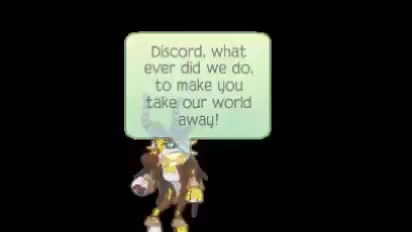 Discord, what
ever did we do,
to make you
take our world
away!